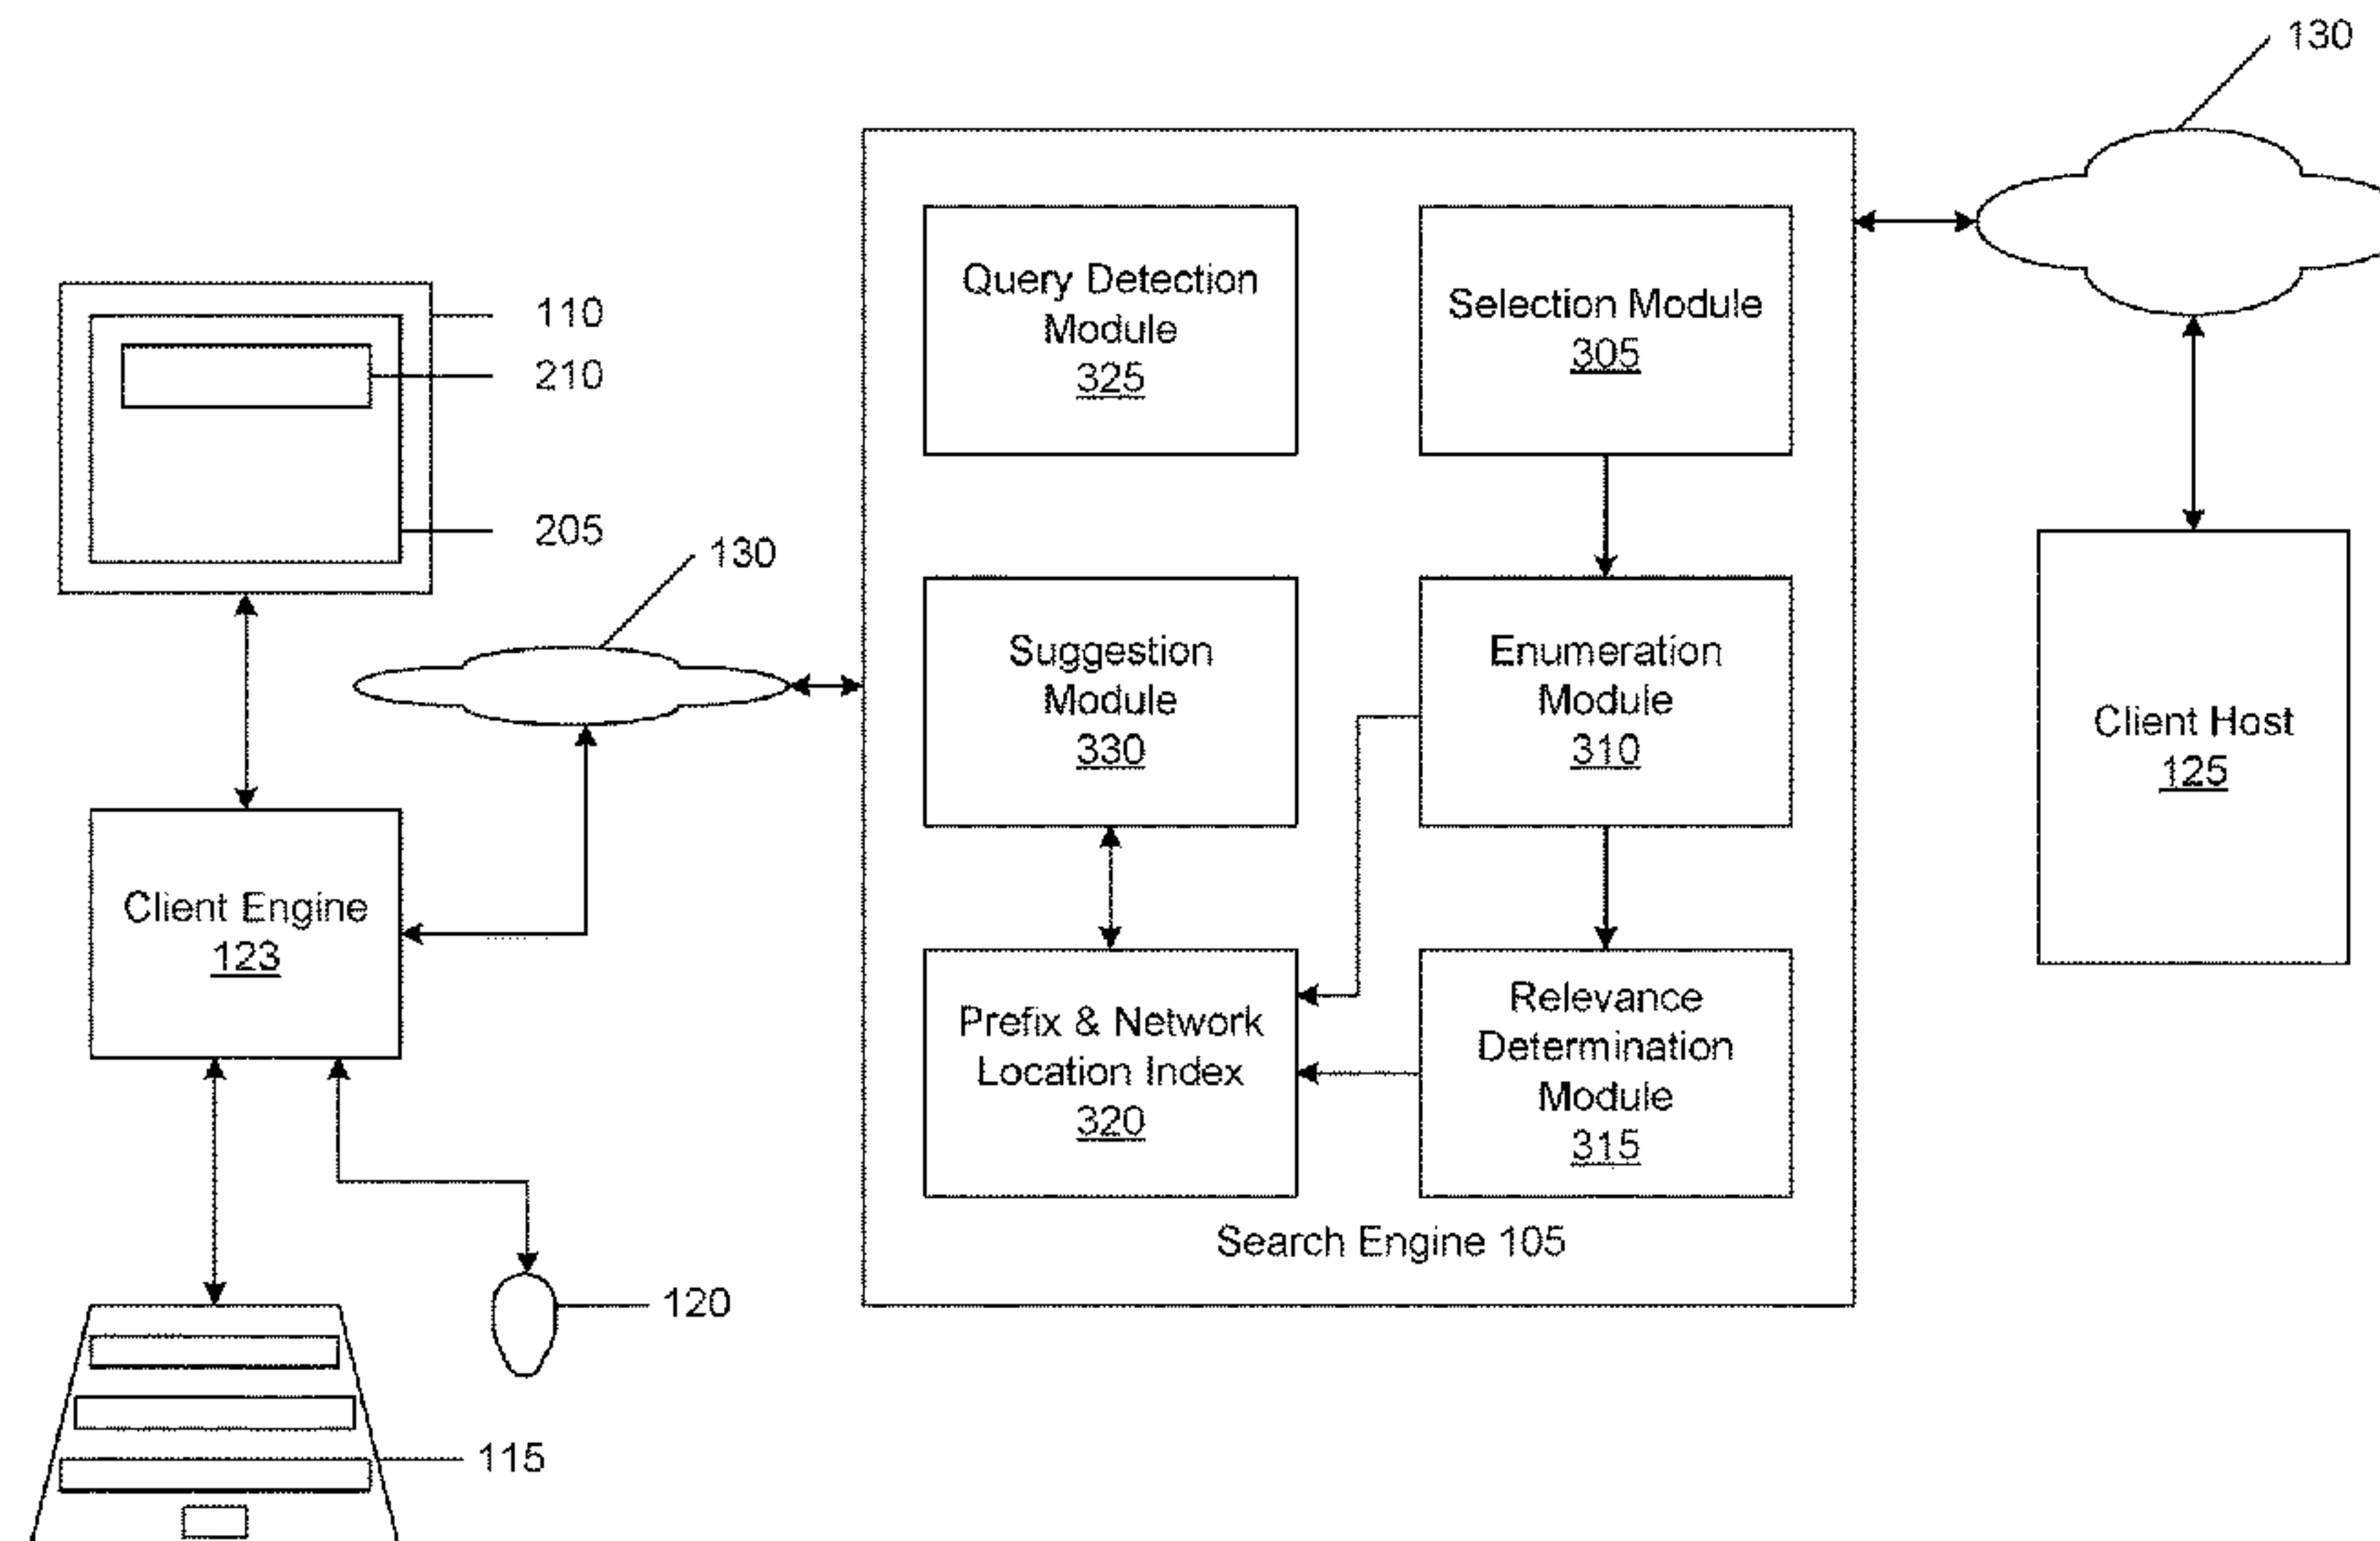 130
110
210
205
130
Query Detection
Module
325
Selection Module
305
Suggestion
Module
330
Enumeration
Module
310
Client Host
125
Client Engine
123
Prefix & Network
Location Index
320
Relevance
Determination
Module
315
Search Engine 105
120
115